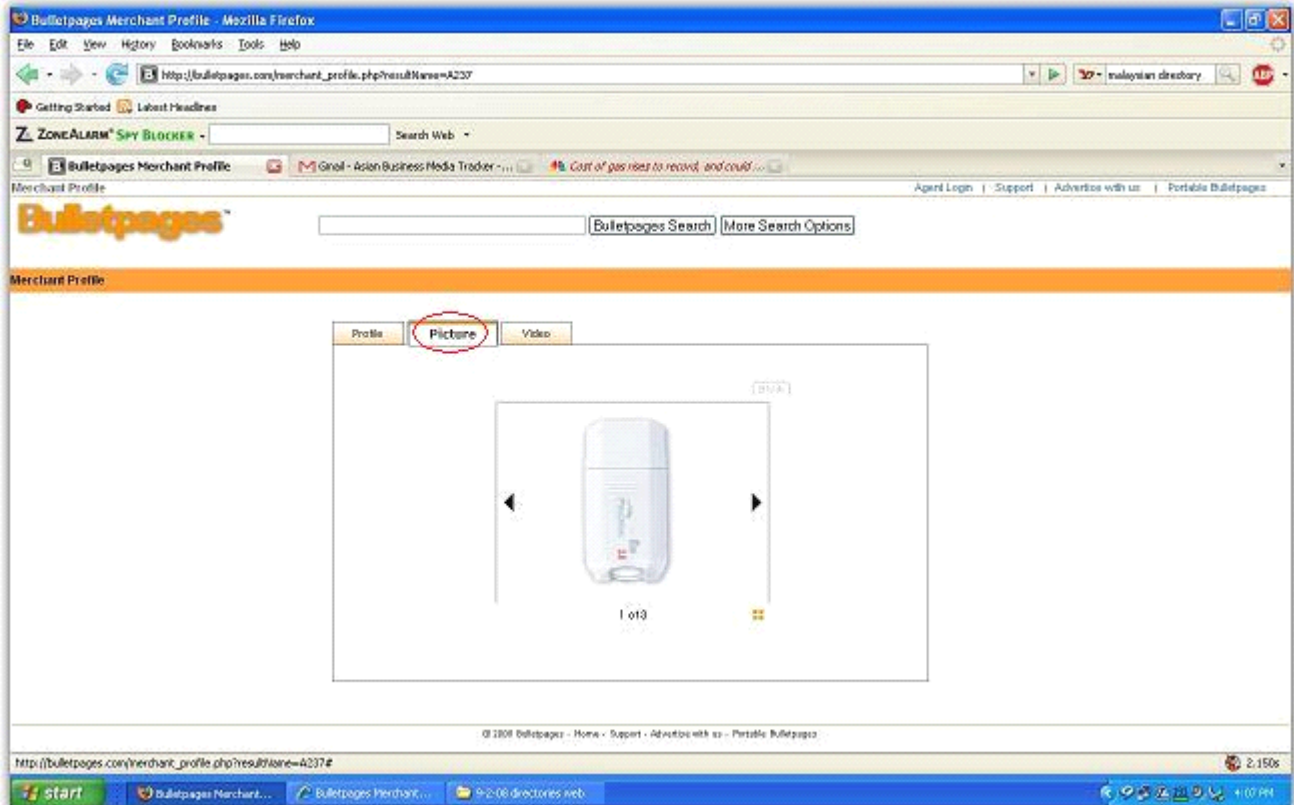 Bulletpages Merchant Profile - Mozilla Firefox
File Edit View History Bookmarks Tools Help
http://bulletpages.com/merchant_profile.php?resultName=A237 malaysian directory ABP
Getting Started Latest Headlines
ZONEALARM® SPY BLOCKER - Search Web
Bulletpages Merchant Profile Gmail - Asian Business Media Tracker -... Cost of gas rises to record, and could ...
Merchant Profile Agent Login | Support | Advertise with us | Portable Bulletpages
Bulletpages™ Bulletpages Search More Search Options
Merchant Profile
Profile Picture Video
1 of 3
© 2008 Bulletpages - Home - Support - Advertise with us - Portable Bulletpages
http://bulletpages.com/merchant_profile.php?resultName=A237# 2.150s
start Bulletpages Merchant... Bulletpages Merchant... 9-2-08 directories web 4:07 PM